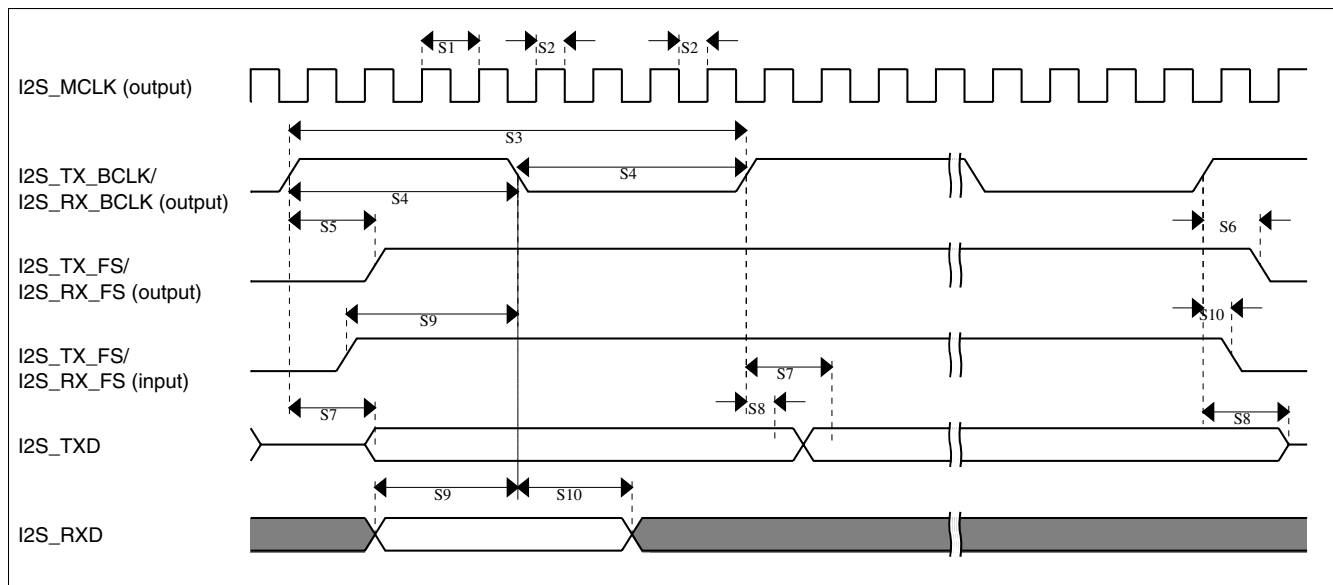 S1
S2
S2
I2S_MCLK (output)
S3
I2S_TX_BCLK/
I2S_RX_BCLK (output)
S4
S4
S5
S6
I2S_TX_FS/
I2S_RX_FS (output)
S9
S10
I2S_TX_FS/
I2S_RX_FS (input)
S7
S7
S8
S8
I2S_TXD
S9
S10
I2S_RXD